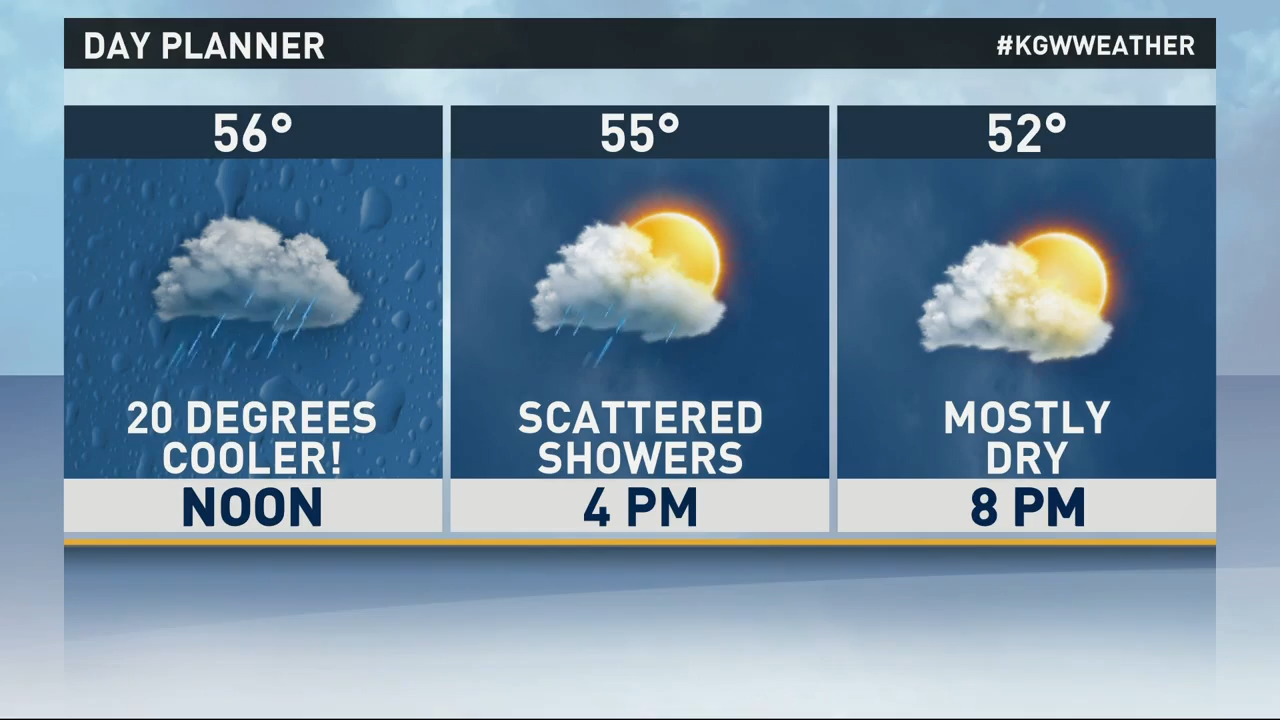 DAY PLANNER
#KGWWEATHER
56°
20 DEGREES
COOLER!
NOON
55°
SCATTERED
SHOWERS
4 PM
52°
MOSTLY
DRY
8 PM